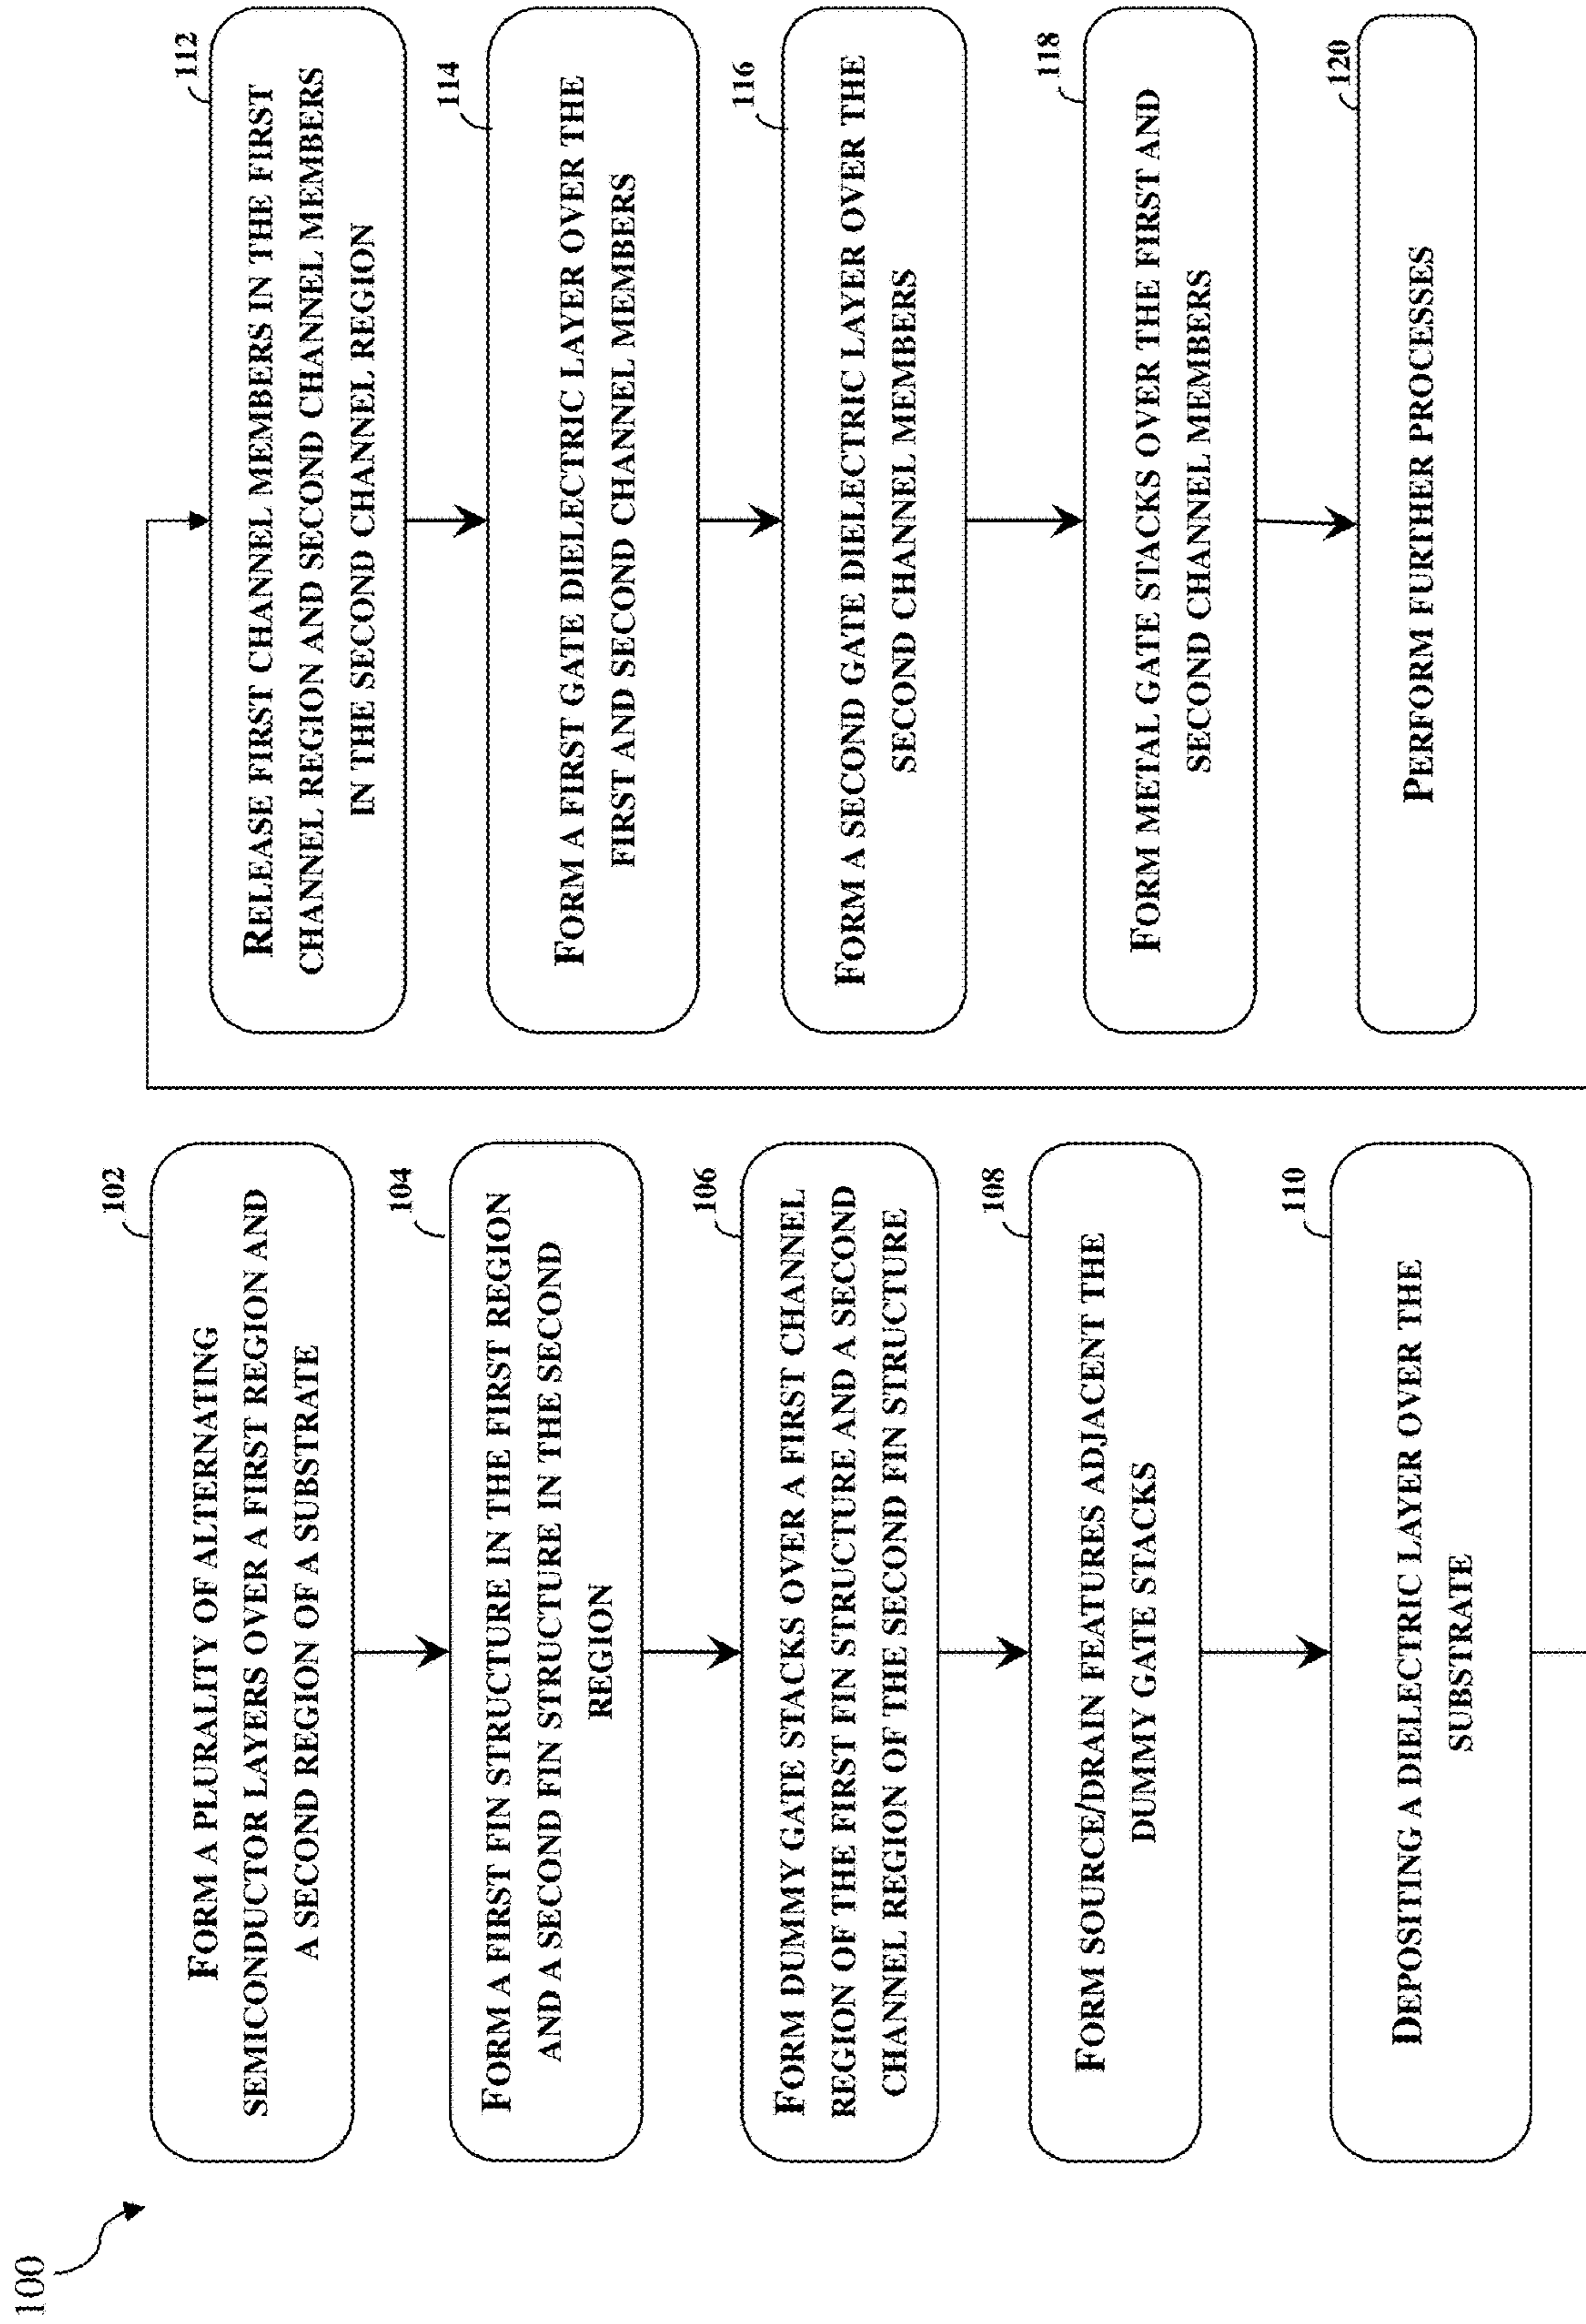 100
102
FORM A PLURALITY OF ALTERNATING
SEMICONDUCTOR LAYERS OVER A FIRST REGION AND
A SECOND REGION OF A SUBSTRATE
104
FORM A FIRST FIN STRUCTURE IN THE FIRST REGION
AND A SECOND FIN STRUCTURE IN THE SECOND
REGION
106
FORM DUMMY GATE STACKS OVER A FIRST CHANNEL
REGION OF THE FIRST FIN STRUCTURE AND A SECOND
CHANNEL REGION OF THE SECOND FIN STRUCTURE
108
FORM SOURCE/DRAIN FEATURES ADJACENT THE
DUMMY GATE STACKS
110
DEPOSITING A DIELECTRIC LAYER OVER THE
SUBSTRATE
112
RELEASE FIRST CHANNEL MEMBERS IN THE FIRST
CHANNEL REGION AND SECOND CHANNEL MEMBERS
IN THE SECOND CHANNEL REGION
114
FORM A FIRST GATE DIELECTRIC LAYER OVER THE
FIRST AND SECOND CHANNEL MEMBERS
116
FORM A SECOND GATE DIELECTRIC LAYER OVER THE
SECOND CHANNEL MEMBERS
118
FORM METAL GATE STACKS OVER THE FIRST AND
SECOND CHANNEL MEMBERS
120
PERFORM FURTHER PROCESSES